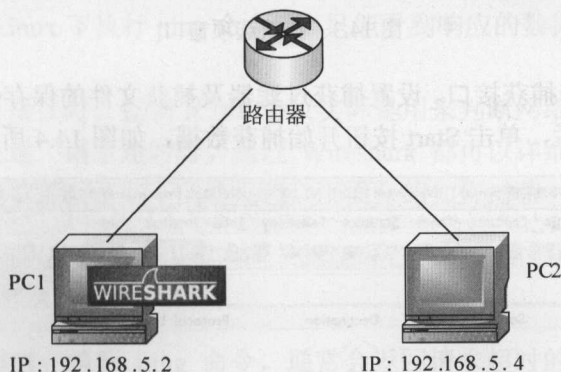 路由器
PC1
WIRESHARK
PC2
IP : 192.168.5.2
IP : 192.168.5.4